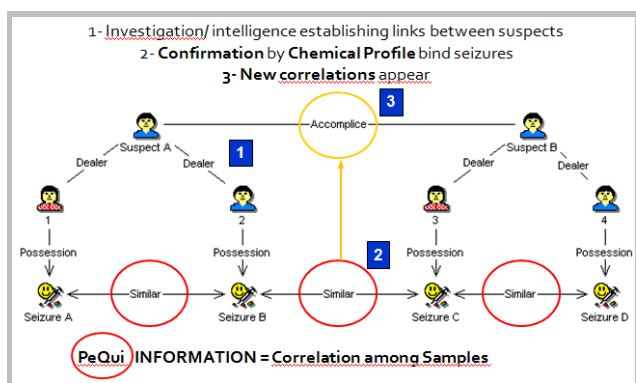 1- Investigation/ intelligence establishing links between suspects
2- Confirmation by Chemical Profile bind seizures
3- New correlations appear
3
Accomplice
Suspect A
Suspect B
1
Dealer
Dealer
Dealer
Dealer
1
2
3
4
2
Possession
Possession
Possession
Possession
Similar
Similar
Similar
Seizure A
Seizure B
Seizure C
Seizure D
PeQui INFORMATION = Correlation among Samples